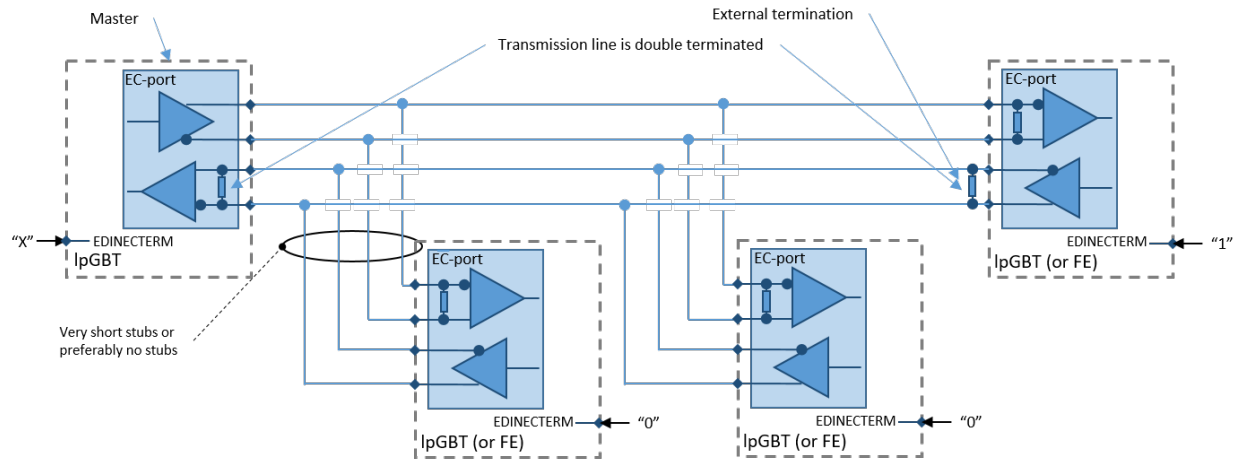 Master
External termination
Transmission line is double terminated
EC-port
EC-port
"X"
EDINECTERM
lpGBT
EDINECTERM
"1"
lpGBT (or FE)
EC-port
EC-port
Very short stubs or
preferably no stubs
EDINECTERM
"0"
lpGBT (or FE)
EDINECTERM
"0"
lpGBT (or FE)